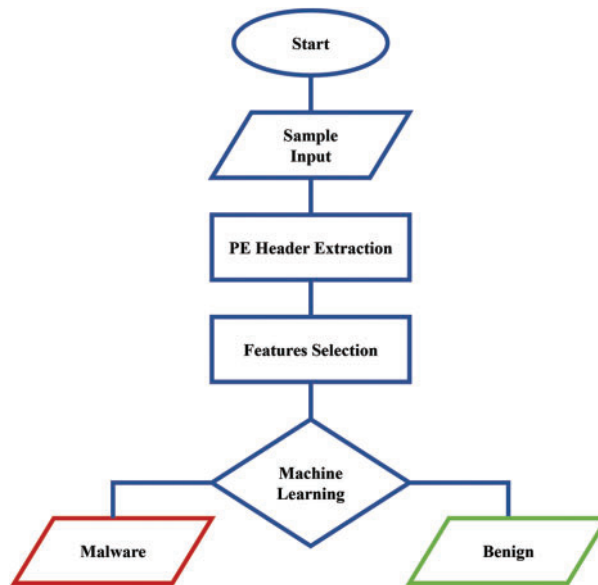 Start
Sample
Input
PE Header Extraction
Features Selection
Machine
Learning
Malware
Benign